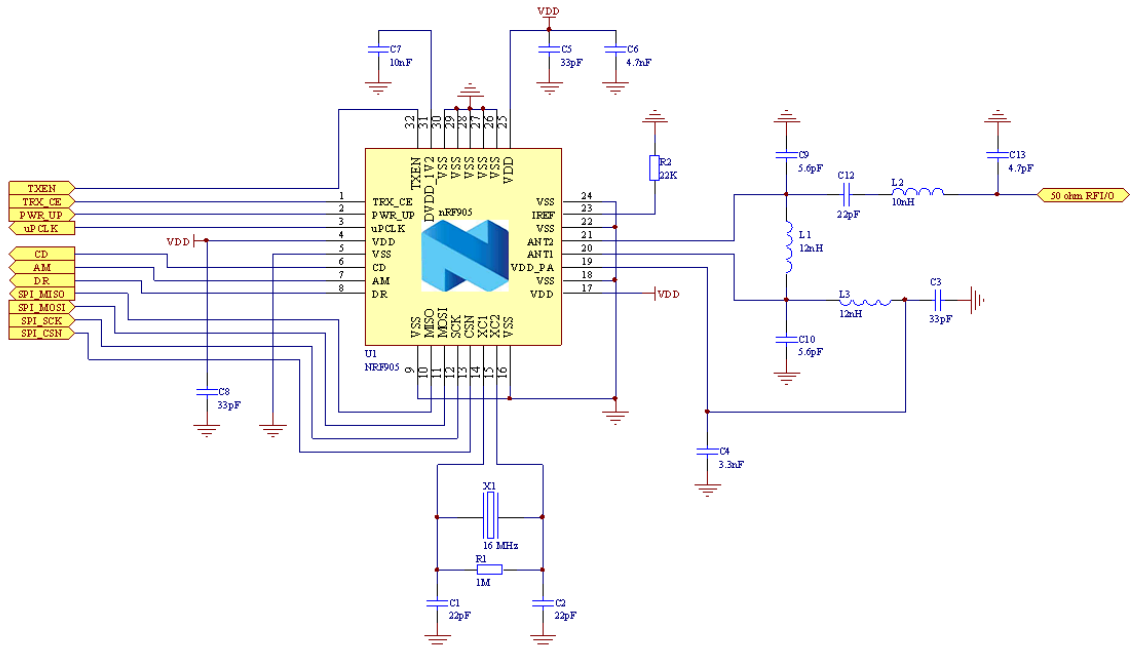 VDD
C7
10nF
C5
33pF
C6
4.7nF
32
31
30
29
28
27
26
25
TXEN
DVDD_1V2
VSS
VSS
VSS
VSS
VSS
VDD
R2
22K
C9
5.6pF
C13
4.7pF
C12
22pF
L2
10nH
50 ohm RFI/O
TXEN
TRX_CE
PWR_UP
uPCLK
CD
AM
DR
SPI_MISO
SPI_MOSI
SPI_SCK
SPI_CSN
VDD
1
2
3
4
5
6
7
8
TRX_CE
PWR_UP
uPCLK
VDD
VSS
CD
AM
DR
nRF905
VSS
IREF
VSS
ANT2
ANT1
VDD_PA
VSS
VDD
24
23
22
21
20
19
18
17
VDD
L1
12nH
L3
12nH
C3
33pF
C10
5.6pF
VSS
MISO
MOSI
SCK
CSN
XC1
XC2
VSS
U1
NRF905
9
10
11
12
13
14
15
16
C8
33pF
C4
3.3nF
X1
16 MHz
R1
1M
C1
22pF
C2
22pF